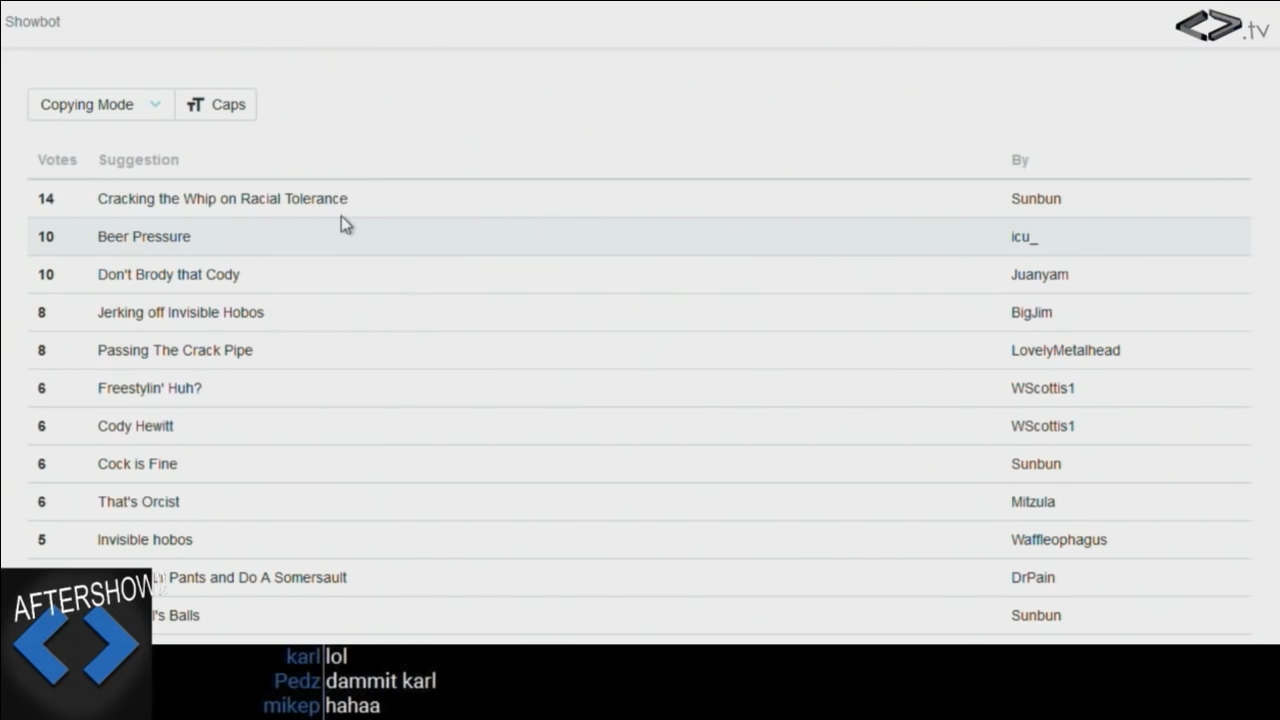 Showbot
.tv
Copying Mode
Caps
Votes Suggestion By
14 Cracking the Whip on Racial Tolerance Sunbun
10 Beer Pressure icu_
10 Don't Brody that Cody Juanyam
8 Jerking off Invisible Hobos BigJim
8 Passing The Crack Pipe LovelyMetalhead
6 Freestylin' Huh? WScottis1
6 Cody Hewitt WScottis1
6 Cock is Fine Sunbun
6 That's Orcist Mitzula
5 Invisible hobos Waffleophagus
Pants and Do A Somersault DrPain
Balls Sunbun
AFTERSHOW
karl lol
Pedz dammit karl
mikep hahaa